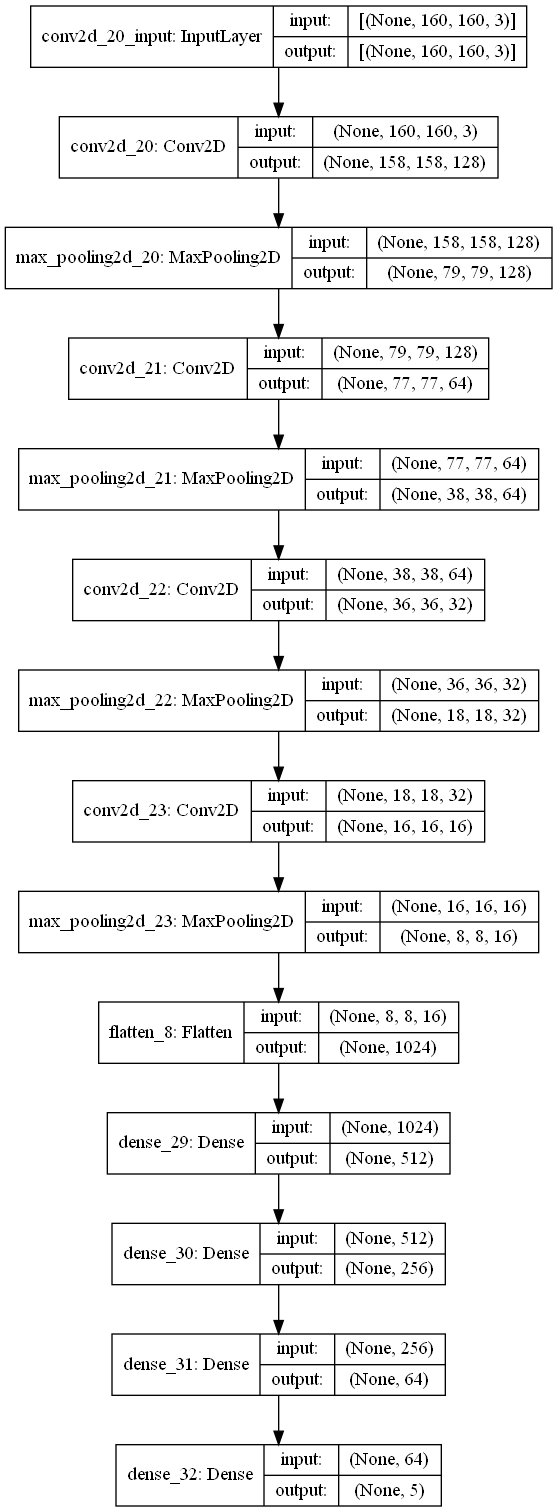 conv2d_20_input: InputLayer
input: [(None, 160, 160, 3)]
output: [(None, 160, 160, 3)]
conv2d_20: Conv2D
input: (None, 160, 160, 3)
output: (None, 158, 158, 128)
max_pooling2d_20: MaxPooling2D
input: (None, 158, 158, 128)
output: (None, 79, 79, 128)
conv2d_21: Conv2D
input: (None, 79, 79, 128)
output: (None, 77, 77, 64)
max_pooling2d_21: MaxPooling2D
input: (None, 77, 77, 64)
output: (None, 38, 38, 64)
conv2d_22: Conv2D
input: (None, 38, 38, 64)
output: (None, 36, 36, 32)
max_pooling2d_22: MaxPooling2D
input: (None, 36, 36, 32)
output: (None, 18, 18, 32)
conv2d_23: Conv2D
input: (None, 18, 18, 32)
output: (None, 16, 16, 16)
max_pooling2d_23: MaxPooling2D
input: (None, 16, 16, 16)
output: (None, 8, 8, 16)
flatten_8: Flatten
input: (None, 8, 8, 16)
output: (None, 1024)
dense_29: Dense
input: (None, 1024)
output: (None, 512)
dense_30: Dense
input: (None, 512)
output: (None, 256)
dense_31: Dense
input: (None, 256)
output: (None, 64)
dense_32: Dense
input: (None, 64)
output: (None, 5)